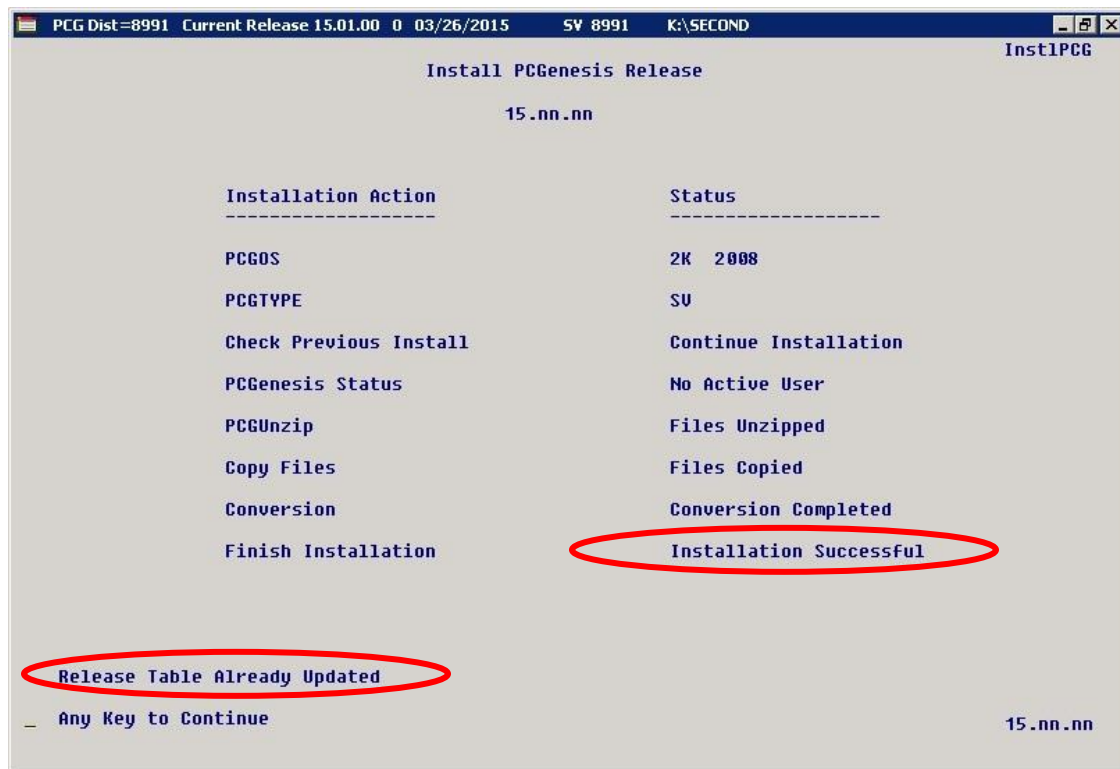 PCG Dist=8991 Current Release 15.01.00 0 03/26/2015 SV 8991 K:\SECOND
InstlPCG
Install PCGenesis Release
15.nn.nn
Installation Action Status
------------------- -------------------
PCGOS 2K 2008
PCGTYPE SV
Check Previous Install Continue Installation
PCGenesis Status No Active User
PCGUnzip Files Unzipped
Copy Files Files Copied
Conversion Conversion Completed
Finish Installation Installation Successful
Release Table Already Updated
_ Any Key to Continue 15.nn.nn